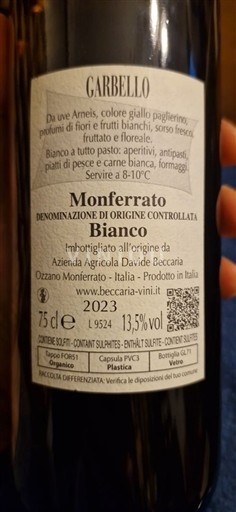 GARBELLO
Da uve Arneis, colore giallo paglierino,
profumi di fiori e frutti bianchi, sorso fresco,
fruttato e floreale.
Bianco a tutto pasto: aperitivi, antipasti,
piatti di pesce e carne bianca, formaggi.
Servire a 8-10°C
Monferrato
DENOMINAZIONE DI ORIGINE CONTROLLATA
Bianco
Imbottigliato all'origine da
Azienda Agricola Davide Beccaria
Ozzano Monferrato - Italia - Prodotto in Italia
www.beccaria-vini.it
2023
75 cl e L 9524 13,5% vol
CONTIENE SOLFITI - CONTAINT SULPHITES - ENTHÄLT SULFITE - CONTIENT SULFITES
Tappo FOR51 Capsula PVC3 Bottiglia GL71
Organico Plastica Vetro
RACCOLTA DIFFERENZIATA: Verifica le disposizioni del tuo comune